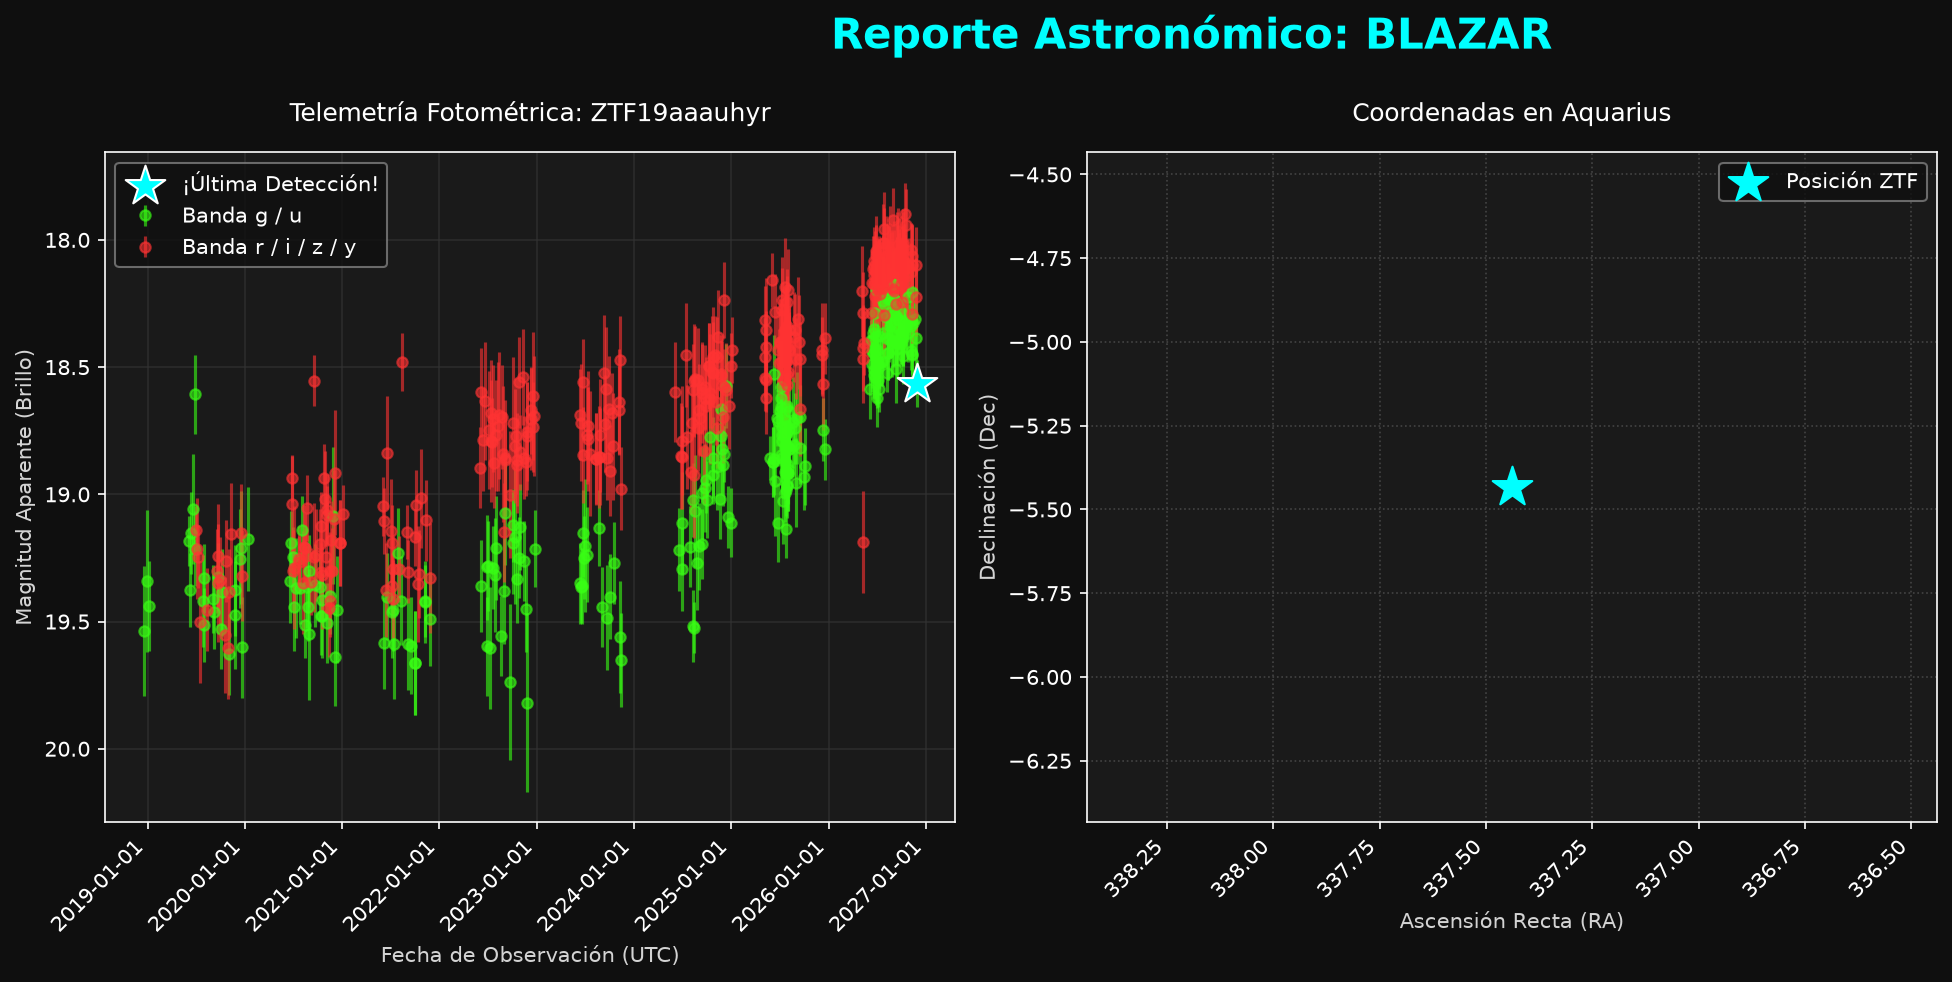 Reporte Astronómico: BLAZAR
Telemetría Fotométrica: ZTF19aaauhyr
¡Última Detección!
Banda g / u
Banda r / i / z / y
Magnitud Aparente (Brillo)
18.0
18.5
19.0
19.5
20.0
2019-01-01
2020-01-01
2021-01-01
2022-01-01
2023-01-01
2024-01-01
2025-01-01
2026-01-01
2027-01-01
Fecha de Observación (UTC)
Coordenadas en Aquarius
Posición ZTF
Declinación (Dec)
−4.50
−4.75
−5.00
−5.25
−5.50
−5.75
−6.00
−6.25
338.25
338.00
337.75
337.50
337.25
337.00
336.75
336.50
Ascensión Recta (RA)